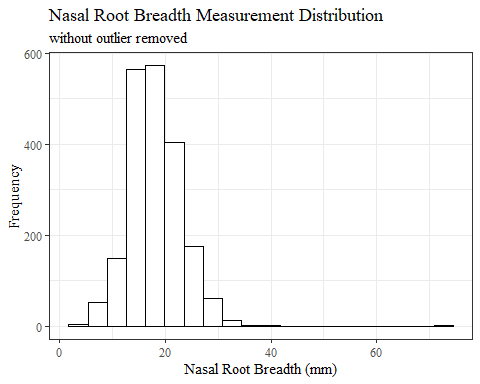 Nasal Root Breadth Measurement Distribution
without outlier removed
600
400
200
0
Frequency
0 20 40 60
Nasal Root Breadth (mm)